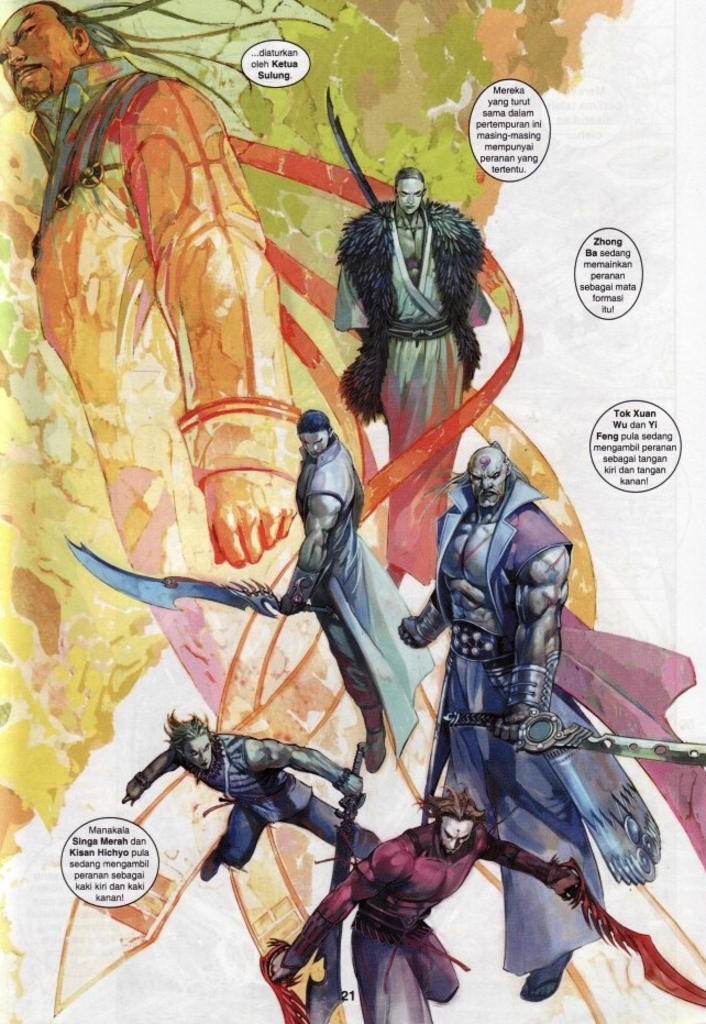 ...diaturkan
oleh Ketua
Sulung.
Mereka
yang turut
sama dalam
pertempuran ini
masing-masing
mempunyai
peranan yang
tertentu.
Zhong
Ba sedang
memainkan
peranan
sebagai mata
formasi
itu!
Tok Xuan
Wu dan Yi
Feng pula sedang
mengambil peranan
sebagai tangan
kiri dan tangan
kanan!
Manakala
Singa Merah dan
Kisan Hichyo pula
sedang mengambil
peranan sebagai
kaki kiri dan kaki
kanan!
21